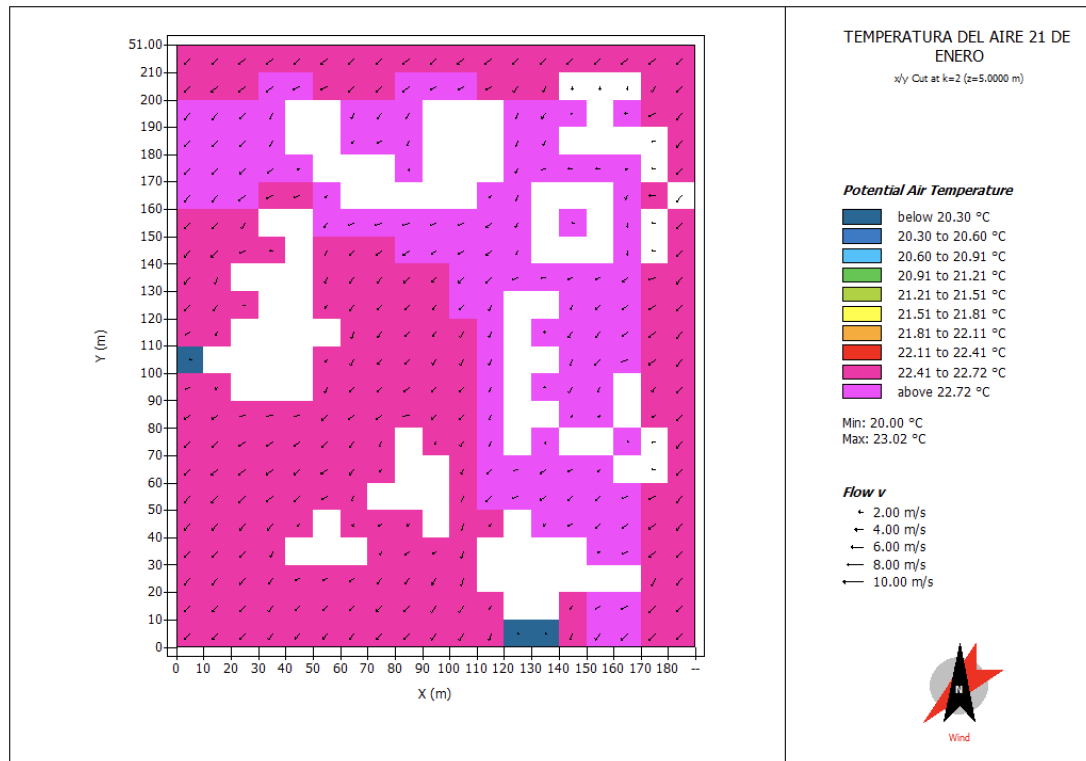 TEMPERATURA DEL AIRE 21 DE
ENERO
x/y Cut at k=2 (z=5.0000 m)
51.00
210
200
190
180
170
160
150
140
130
120
110
100
90
80
70
60
50
40
30
20
10
0
Y (m)
0 10 20 30 40 50 60 70 80 90 100 110 120 130 140 150 160 170 180 --
X (m)
Potential Air Temperature
below 20.30 °C
20.30 to 20.60 °C
20.60 to 20.91 °C
20.91 to 21.21 °C
21.21 to 21.51 °C
21.51 to 21.81 °C
21.81 to 22.11 °C
22.11 to 22.41 °C
22.41 to 22.72 °C
above 22.72 °C
Min: 20.00 °C
Max: 23.02 °C
Flow v
2.00 m/s
4.00 m/s
6.00 m/s
8.00 m/s
10.00 m/s
N
Wind